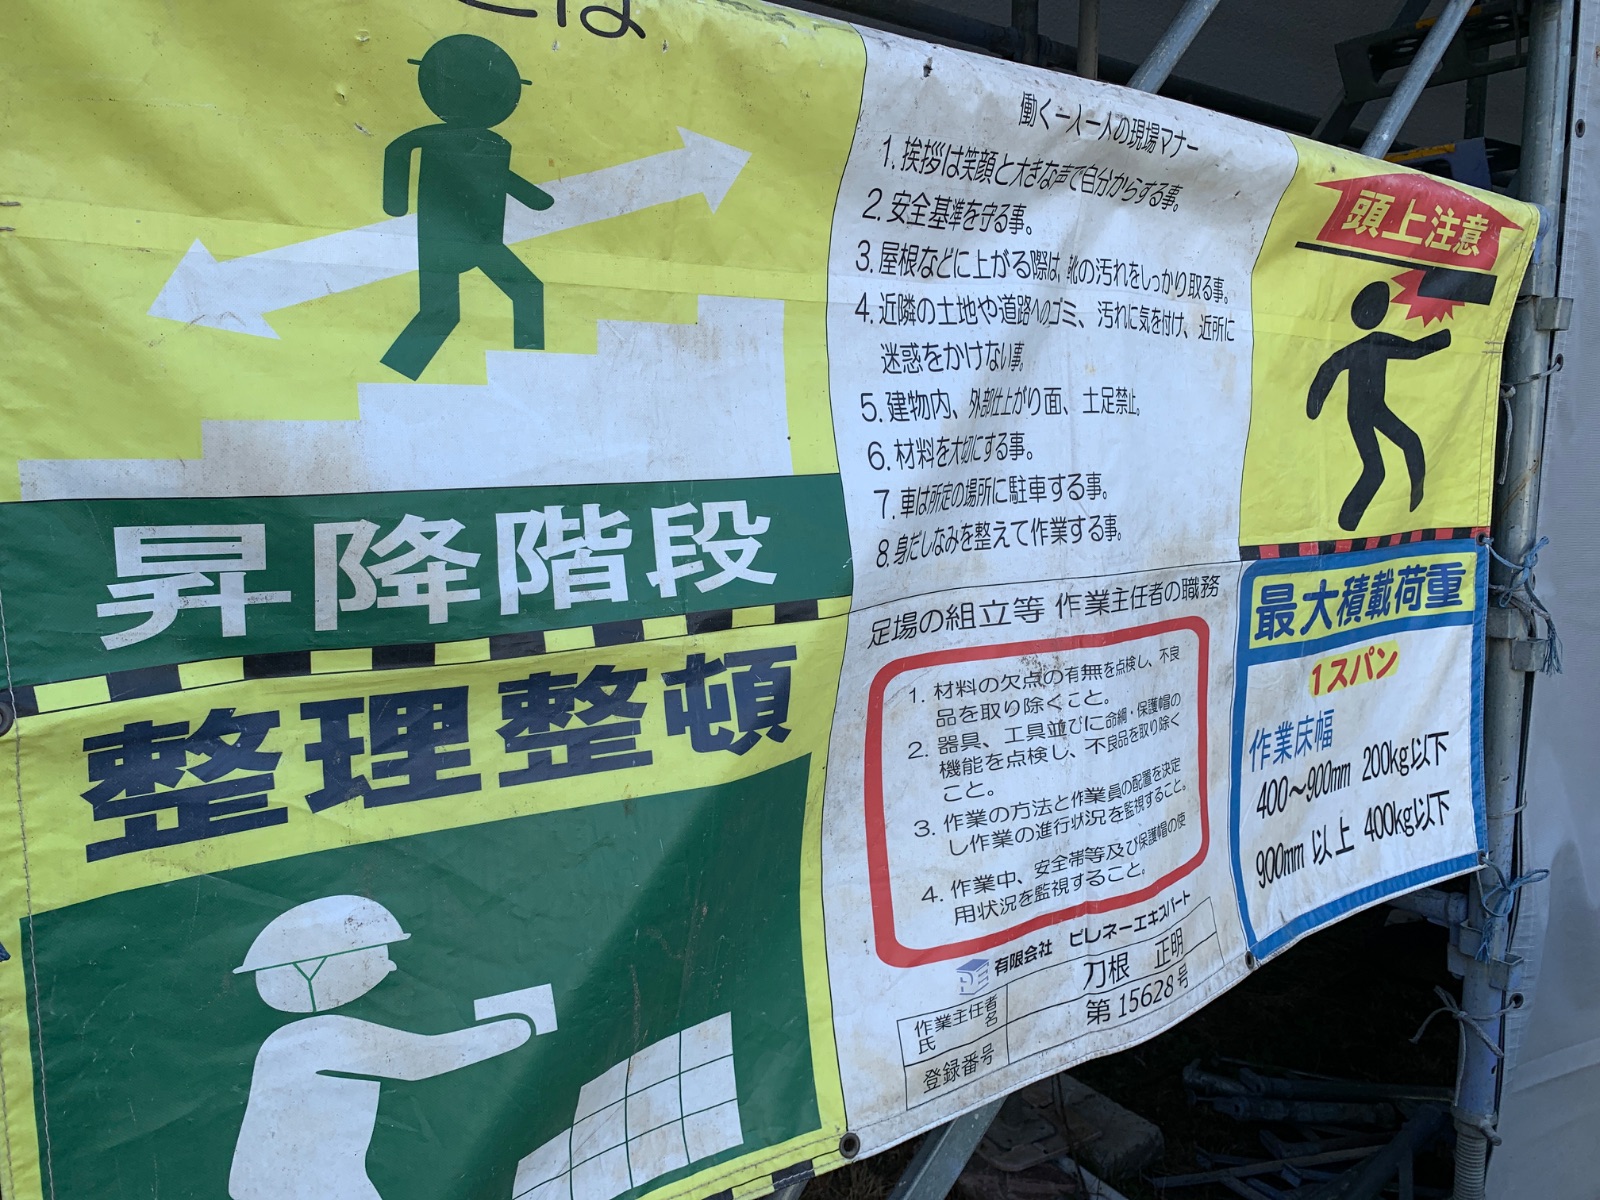 とは
昇降階段
整理整頓
働く一人一人の現場マナー
1. 挨拶は笑顔と大きな声で自分からする事。
2. 安全基準を守る事。
3. 屋根などに上がる際は、靴の汚れをしっかり取る事。
4. 近隣の土地や道路へのゴミ、汚れに気を付け、近所に
迷惑をかけない事。
5. 建物内、外部仕上がり面、土足禁止。
6. 材料を大切にする事。
7. 車は所定の場所に駐車する事。
8. 身だしなみを整えて作業する事。
足場の組立等 作業主任者の職務
1. 材料の欠点の有無を点検し、不良
品を取り除くこと。
2. 器具、工具並びに命綱・保護帽の
機能を点検し、不良品を取り除く
こと。
3. 作業の方法と作業員の配置を決定
し作業の進行状況を監視すること。
4. 作業中、安全帯等及び保護帽の使
用状況を監視すること。
有限会社 ピレネーエキスパート
作業主任者
氏名
刀根 正明
登録番号
第15628号
頭上注意
最大積載荷重
1スパン
作業床幅
400～900mm 200kg以下
900mm 以上 400kg以下